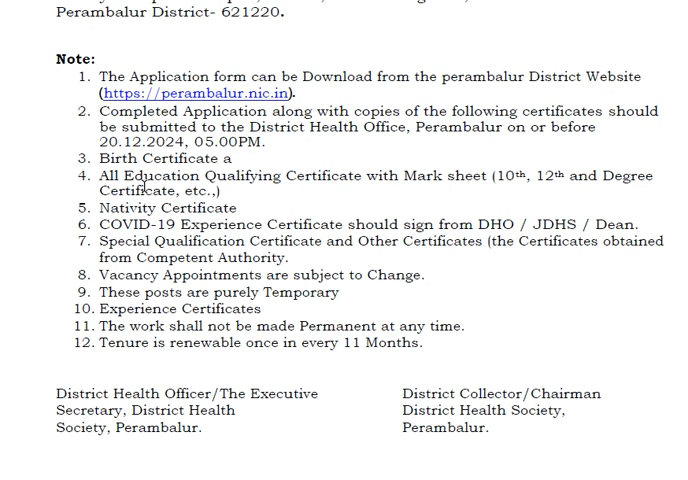 Perambalur District- 621220.
Note:
1. The Application form can be Download from the perambalur District Website
(https://perambalur.nic.in).
2. Completed Application along with copies of the following certificates should
be submitted to the District Health Office, Perambalur on or before
20.12.2024, 05.00PM.
3. Birth Certificate a
4. All Education Qualifying Certificate with Mark sheet (10th, 12th and Degree
Certificate, etc.,)
5. Nativity Certificate
6. COVID-19 Experience Certificate should sign from DHO / JDHS / Dean.
7. Special Qualification Certificate and Other Certificates (the Certificates obtained
from Competent Authority.
8. Vacancy Appointments are subject to Change.
9. These posts are purely Temporary
10. Experience Certificates
11. The work shall not be made Permanent at any time.
12. Tenure is renewable once in every 11 Months.
District Health Officer/The Executive
Secretary, District Health
Society, Perambalur.
District Collector/Chairman
District Health Society,
Perambalur.